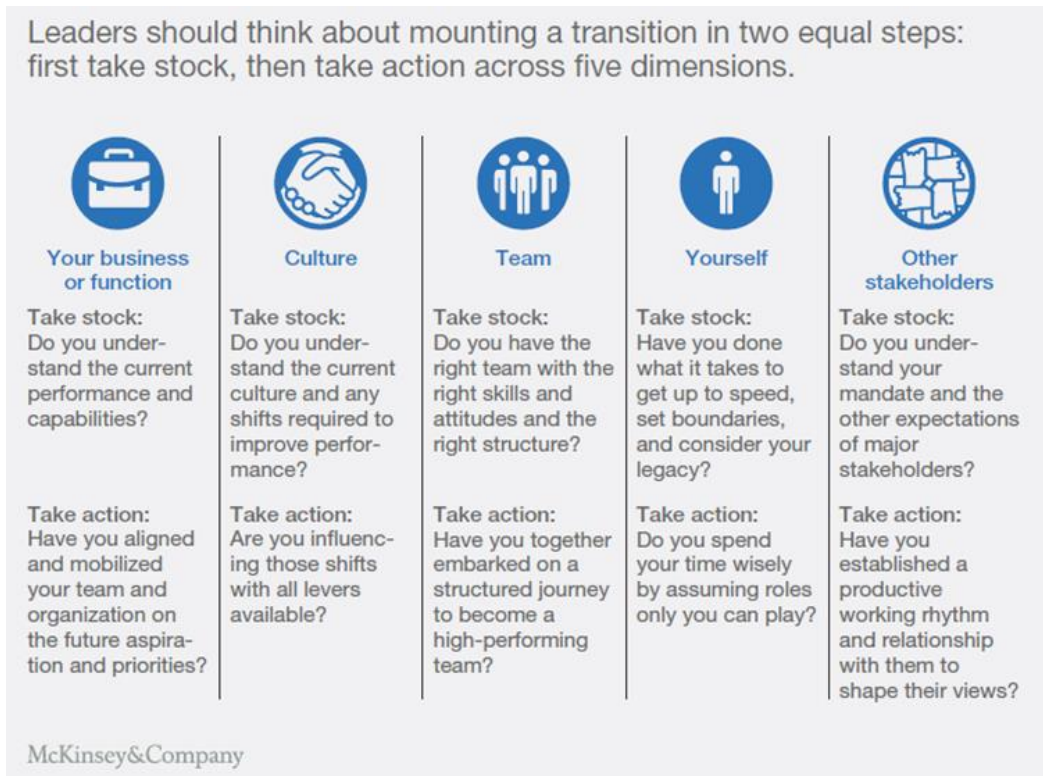 Leaders should think about mounting a transition in two equal steps:
first take stock, then take action across five dimensions.
Your business
or function
Take stock:
Do you under-
stand the current
performance and
capabilities?
Take action:
Have you aligned
and mobilized
your team and
organization on
the future aspira-
tion and priorities?
Culture
Take stock:
Do you under-
stand the current
culture and any
shifts required to
improve perfor-
mance?
Take action:
Are you influenc-
ing those shifts
with all levers
available?
Team
Take stock:
Do you have the
right team with the
right skills and
attitudes and the
right structure?
Take action:
Have you together
embarked on a
structured journey
to become a
high-performing
team?
Yourself
Take stock:
Have you done
what it takes to
get up to speed,
set boundaries,
and consider your
legacy?
Take action:
Do you spend
your time wisely
by assuming roles
only you can play?
Other
stakeholders
Take stock:
Do you under-
stand your
mandate and the
other expectations
of major
stakeholders?
Take action:
Have you
established a
productive
working rhythm
and relationship
with them to
shape their views?
McKinsey&Company